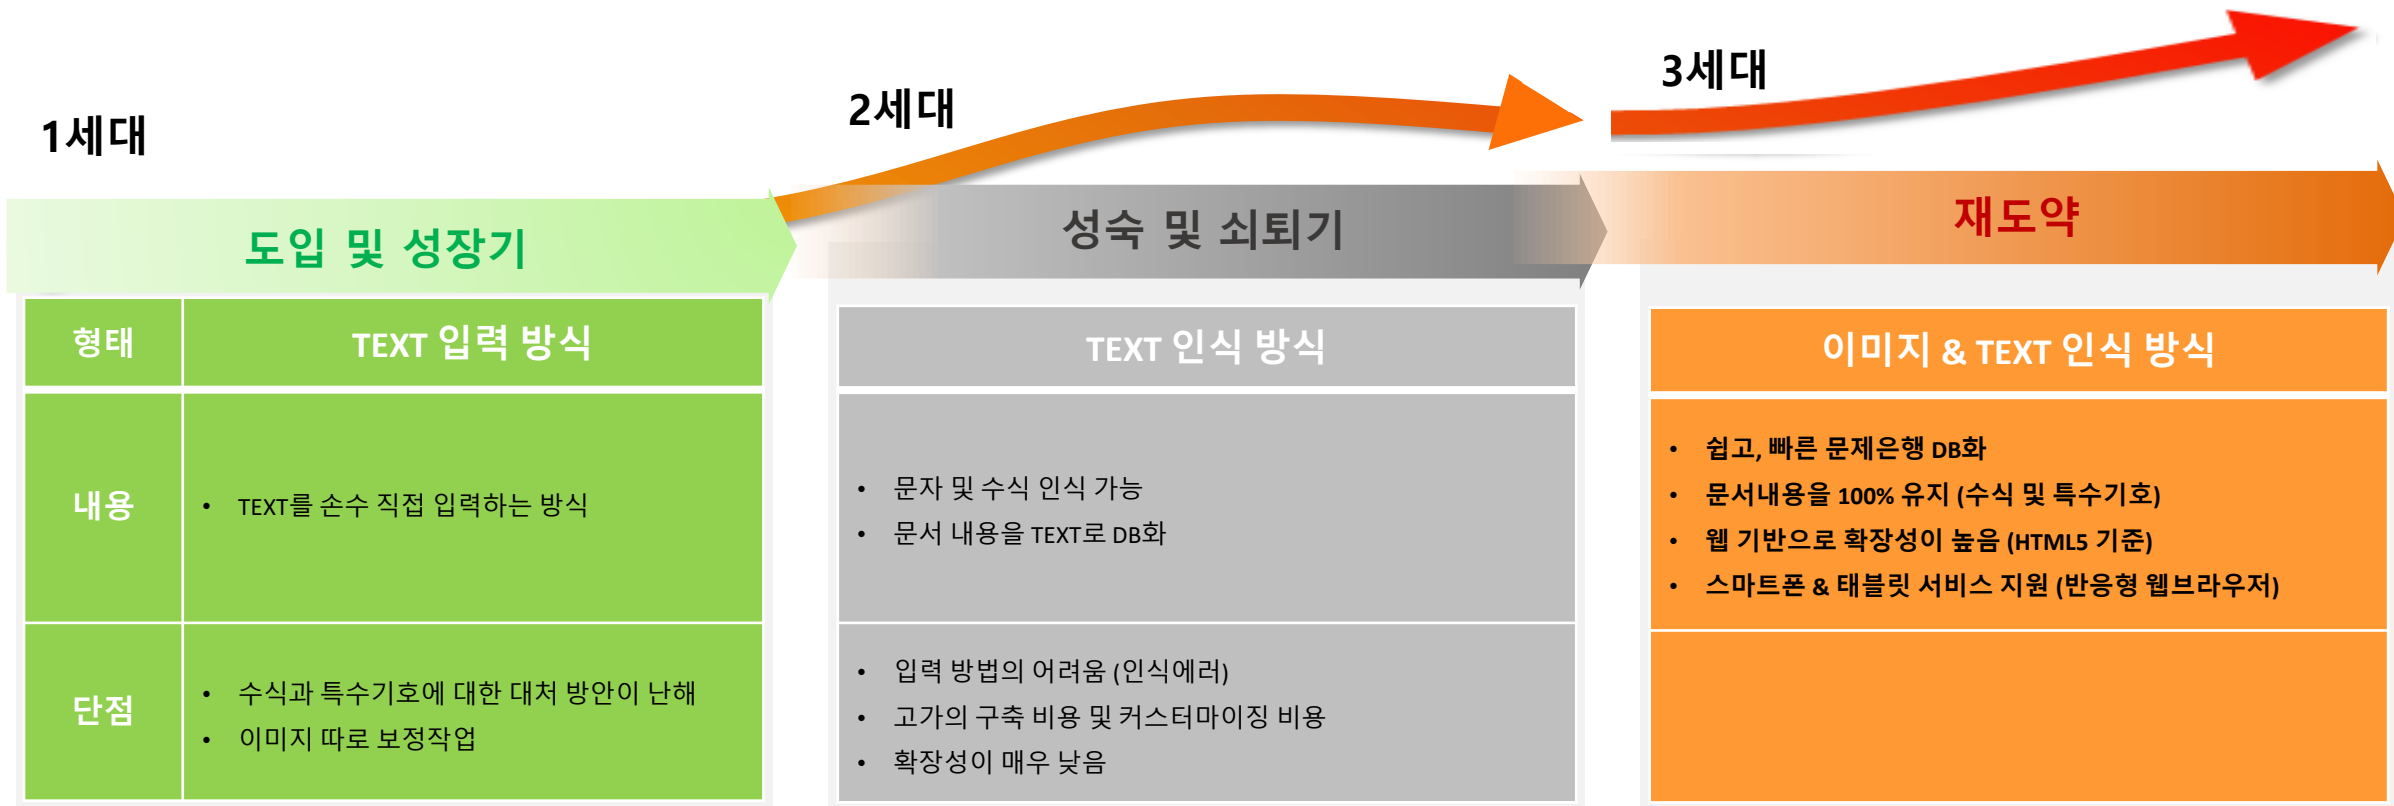 1세대
2세대
3세대
도입 및 성장기
성숙 및 쇠퇴기
재도약
형태
TEXT 입력 방식
내용
• TEXT를 손수 직접 입력하는 방식
단점
• 수식과 특수기호에 대한 대처 방안이 난해
• 이미지 따로 보정작업
TEXT 인식 방식
• 문자 및 수식 인식 가능
• 문서 내용을 TEXT로 DB화
• 입력 방법의 어려움 (인식에러)
• 고가의 구축 비용 및 커스터마이징 비용
• 확장성이 매우 낮음
이미지 & TEXT 인식 방식
• 쉽고, 빠른 문제은행 DB화
• 문서내용을 100% 유지 (수식 및 특수기호)
• 웹 기반으로 확장성이 높음 (HTML5 기준)
• 스마트폰 & 태블릿 서비스 지원 (반응형 웹브라우저)